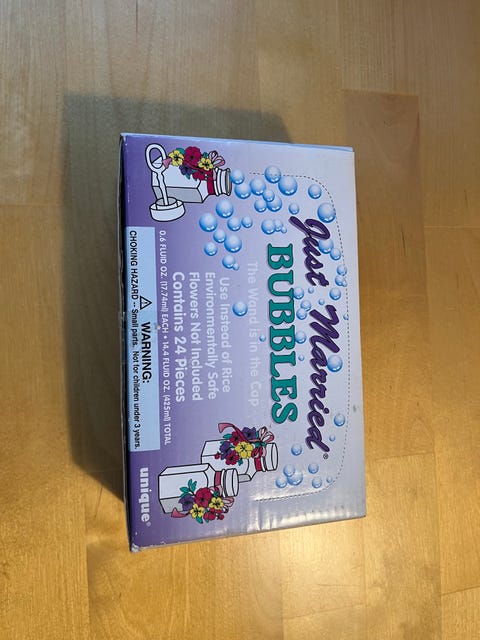 Just Married®
BUBBLES
The Wand is in the Cap
Use Instead of Rice
Environmentally Safe
Flowers Not Included
Contains 24 Pieces
0.6 FLUID OZ. (17.74ml) EACH • 14.4 FLUID OZ. (425ml) TOTAL
⚠ WARNING:
CHOKING HAZARD -- Small parts. Not for children under 3 years.
unique®